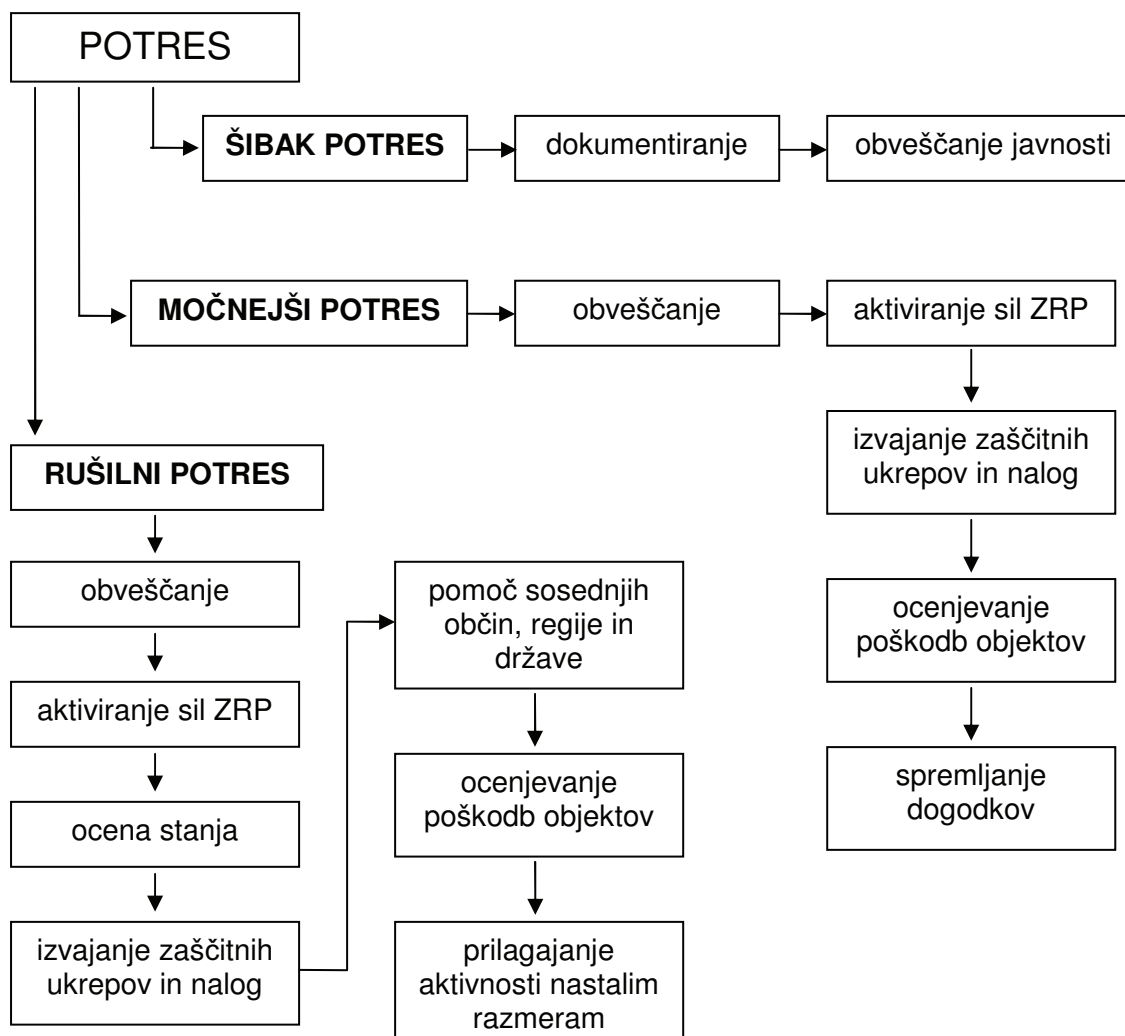 POTRES
ŠIBAK POTRES
dokumentiranje
obveščanje javnosti
MOČNEJŠI POTRES
obveščanje
aktiviranje sil ZRP
izvajanje zaščitnih
ukrepov in nalog
ocenjevanje
poškodb objektov
spremljanje
dogodkov
RUŠILNI POTRES
obveščanje
aktiviranje sil ZRP
ocena stanja
izvajanje zaščitnih
ukrepov in nalog
pomoč sosednjih
občin, regije in
države
ocenjevanje
poškodb objektov
prilagajanje
aktivnosti nastalim
razmeram